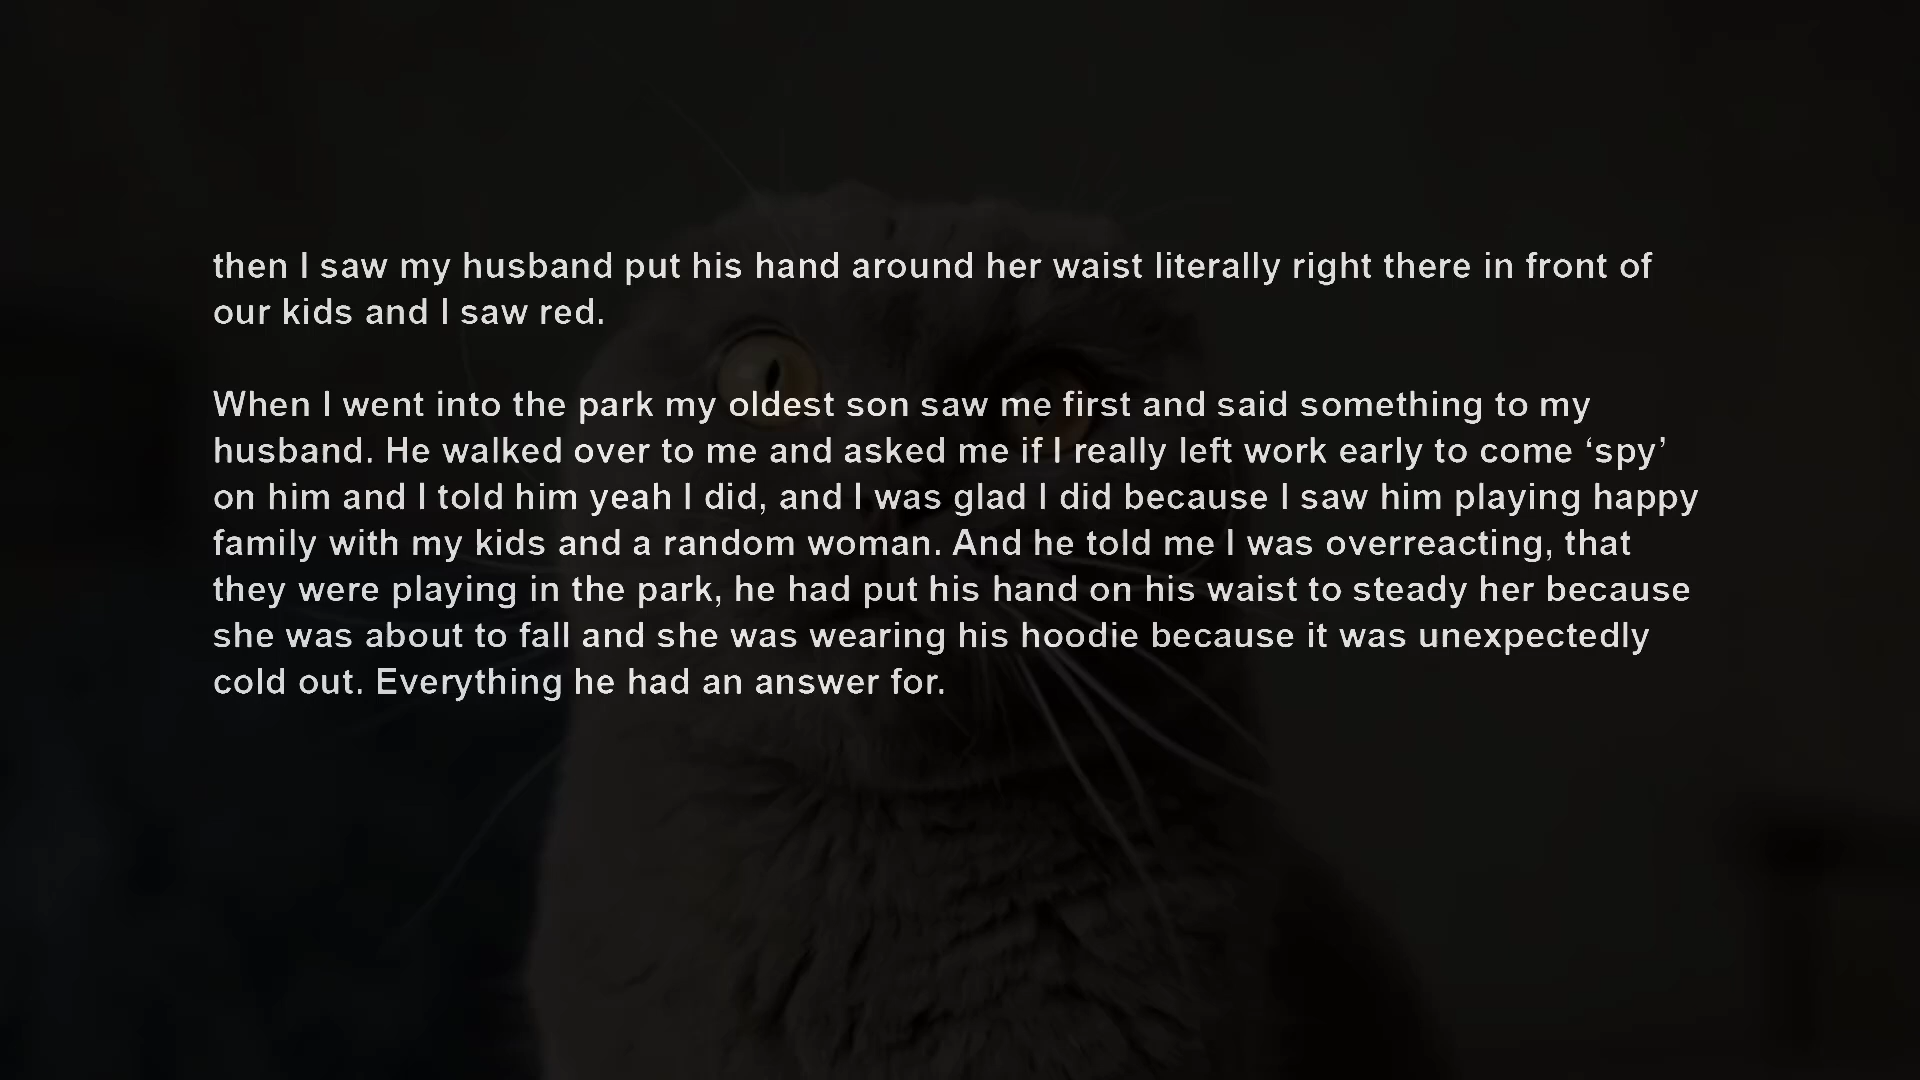 then I saw my husband put his hand around her waist literally right there in front of
our kids and I saw red.
When I went into the park my oldest son saw me first and said something to my
husband. He walked over to me and asked me if I really left work early to come ‘spy’
on him and I told him yeah I did, and I was glad I did because I saw him playing happy
family with my kids and a random woman. And he told me I was overreacting, that
they were playing in the park, he had put his hand on his waist to steady her because
she was about to fall and she was wearing his hoodie because it was unexpectedly
cold out. Everything he had an answer for.